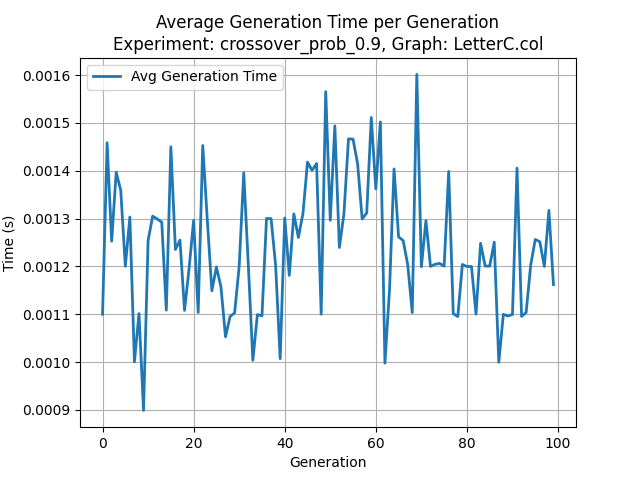 Average Generation Time per Generation
Experiment: crossover_prob_0.9, Graph: LetterC.col
Avg Generation Time
0.0016
0.0015
0.0014
0.0013
0.0012
0.0011
0.0010
0.0009
Time (s)
0 20 40 60 80 100
Generation